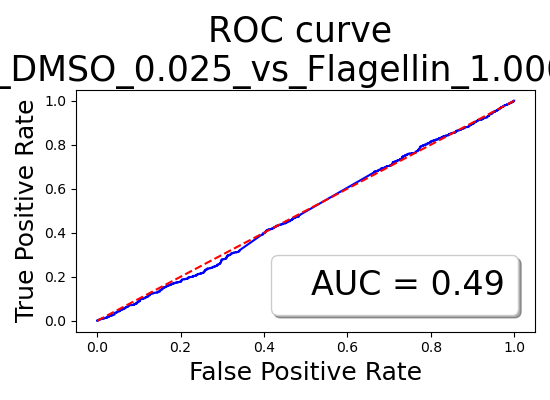 ROC curve
_DMSO_0.025_vs_Flagellin_1.000
True Positive Rate
1.0
0.8
0.6
0.4
0.2
0.0
AUC = 0.49
0.0 0.2 0.4 0.6 0.8 1.0
False Positive Rate